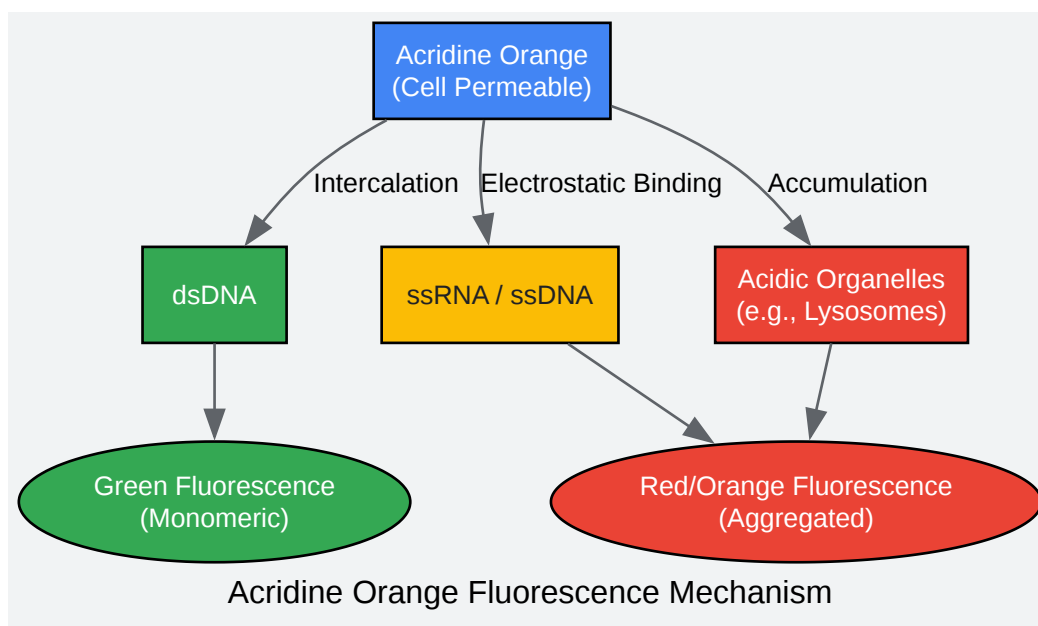 Acridine Orange
(Cell Permeable)
Intercalation
Electrostatic Binding
Accumulation
dsDNA
ssRNA / ssDNA
Acidic Organelles
(e.g., Lysosomes)
Green Fluorescence
(Monomeric)
Red/Orange Fluorescence
(Aggregated)
Acridine Orange Fluorescence Mechanism